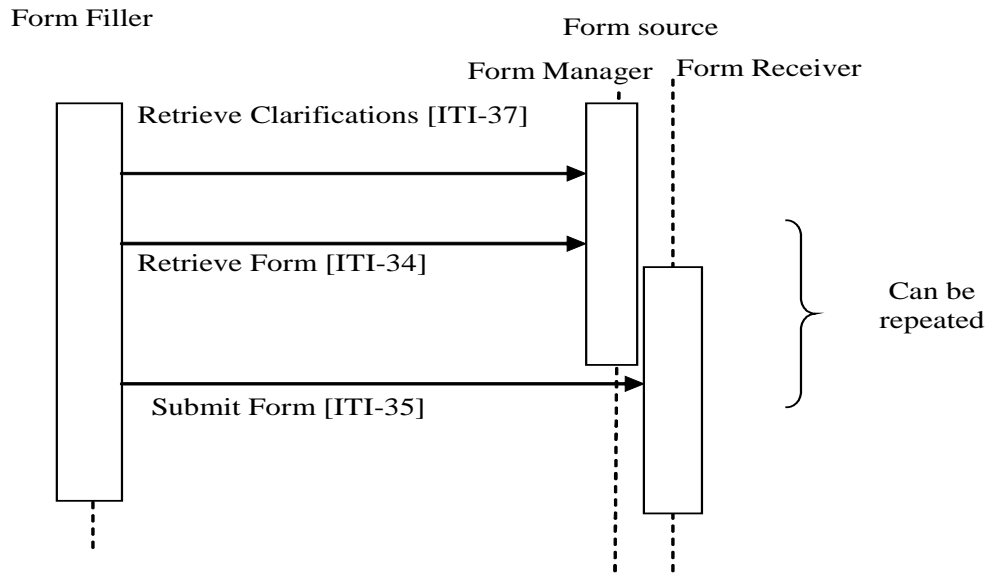 Form Filler
Form source
Form Manager
Form Receiver
Retrieve Clarifications [ITI-37]
Retrieve Form [ITI-34]
Can be
repeated
Submit Form [ITI-35]